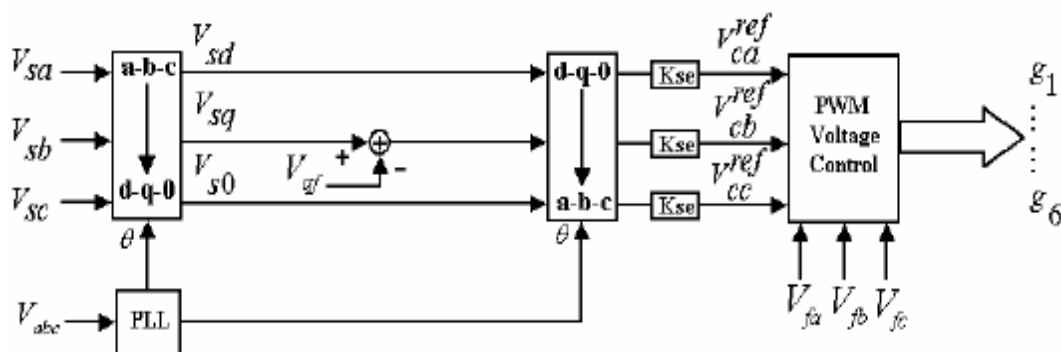 V_sa
a-b-c
d-q-0
V_sb
V_sc
V_sd
V_sq
V_s0
+
V_qf
+
-
d-q-0
a-b-c
Kse
Kse
Kse
V_ca^ref
V_cb^ref
V_cc^ref
PWM
Voltage
Control
g_1
g_6
θ
θ
V_abc
PLL
V_fa
V_fb
V_fc